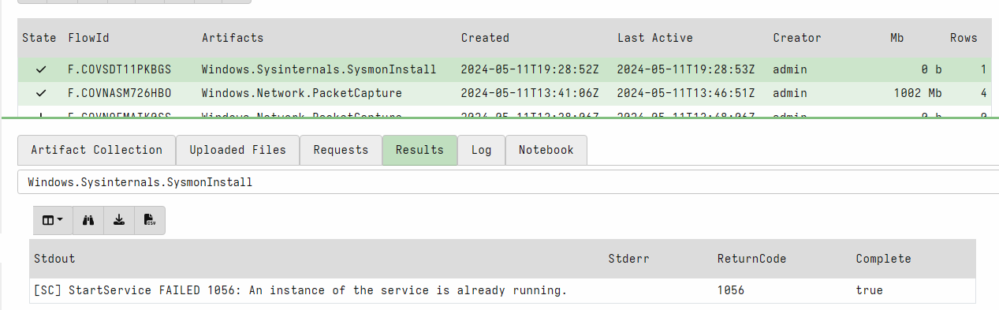 State FlowId Artifacts Created Last Active Creator Mb Rows
F.COVSDT11PKBGS Windows.Sysinternals.SysmonInstall 2024-05-11T19:28:52Z 2024-05-11T19:28:53Z admin 0 b 1
F.COVNASM726HBO Windows.Network.PacketCapture 2024-05-11T13:41:06Z 2024-05-11T13:46:51Z admin 1002 Mb 4
Windows.Network.PacketCapture admin 0 b 0
Artifact Collection Uploaded Files Requests Results Log Notebook
Windows.Sysinternals.SysmonInstall
CSV
Stdout Stderr ReturnCode Complete
[SC] StartService FAILED 1056: An instance of the service is already running. 1056 true